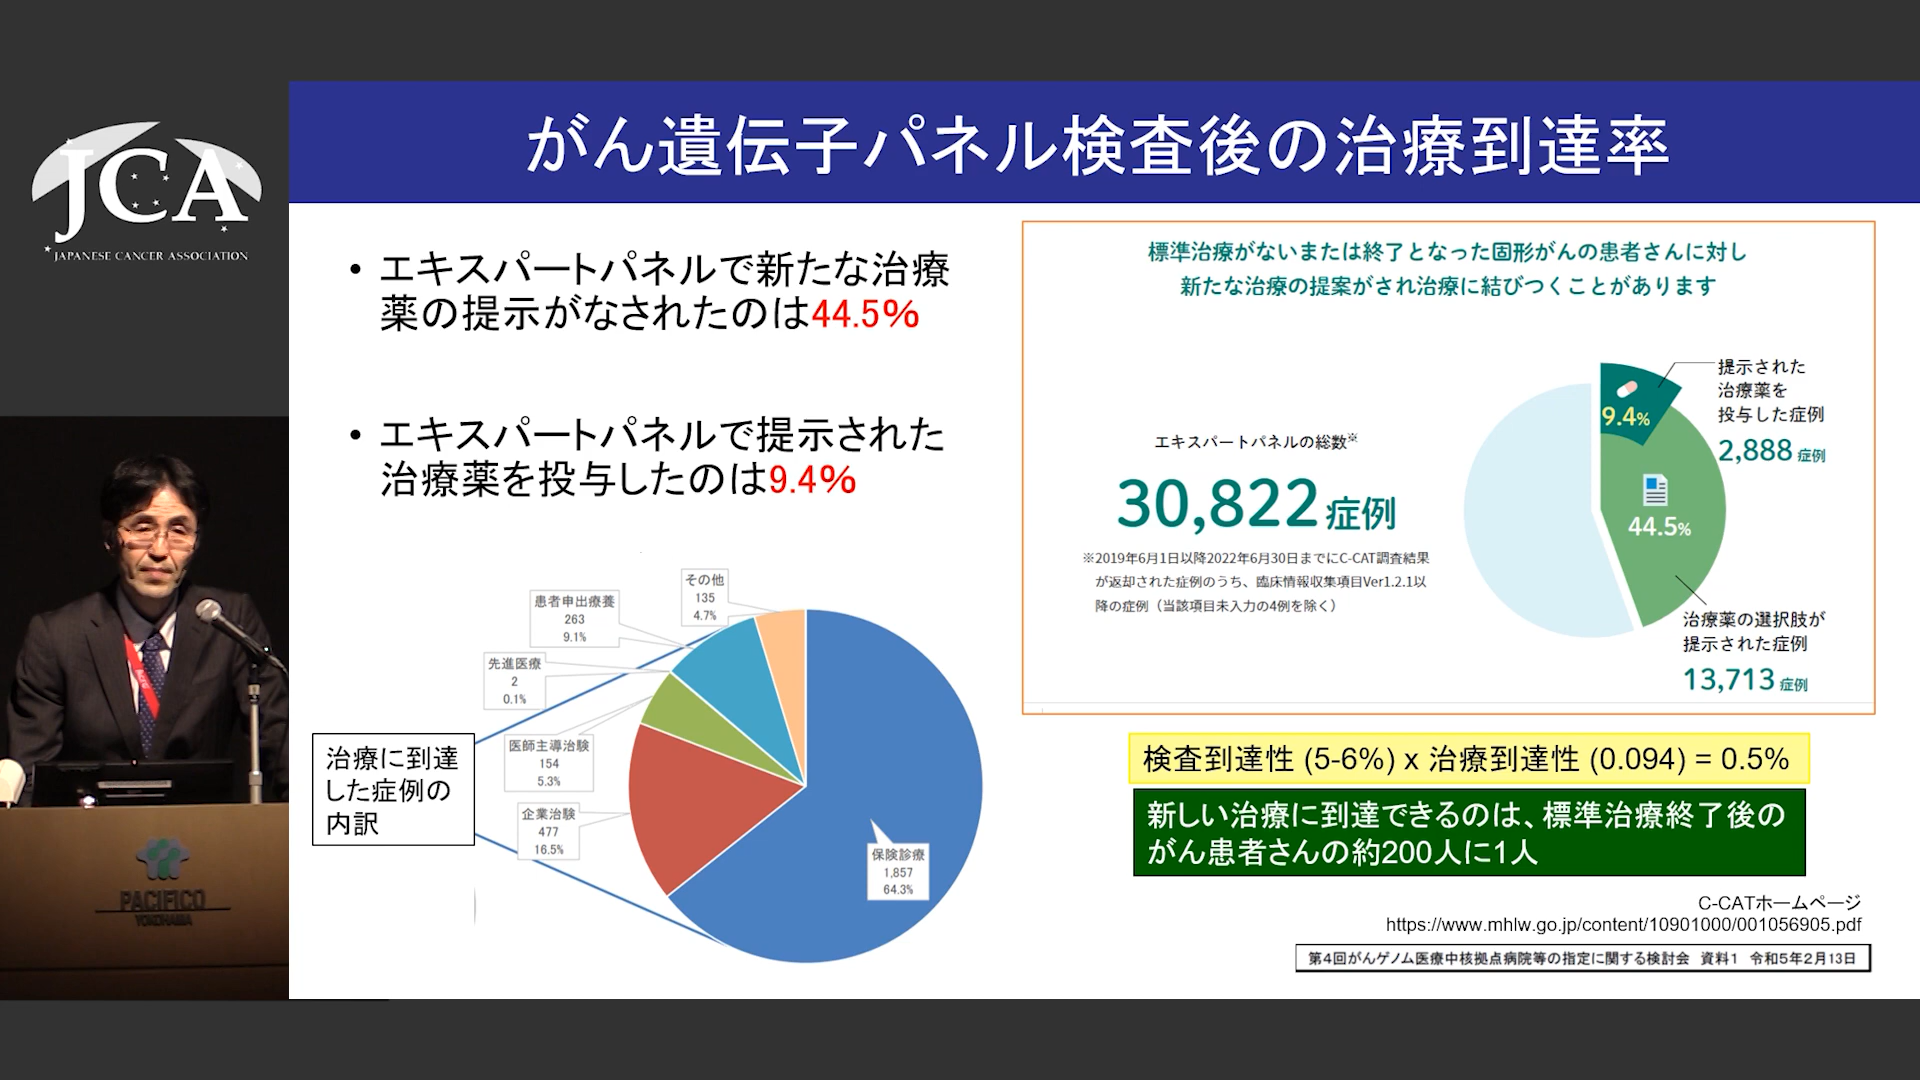 JCA
JAPANESE CANCER ASSOCIATION
がん遺伝子パネル検査後の治療到達率
• エキスパートパネルで新たな治療
薬の提示がなされたのは44.5%
• エキスパートパネルで提示された
治療薬を投与したのは9.4%
その他
135
4.7%
患者申出療養
263
9.1%
先進医療
2
0.1%
医師主導治験
154
5.3%
企業治験
477
16.5%
保険診療
1,857
64.3%
治療に到達
した症例の
内訳
標準治療がないまたは終了となった固形がんの患者さんに対し
新たな治療の提案がされ治療に結びつくことがあります
エキスパートパネルの総数※
30,822 症例
※2019年6月1日以降2022年6月30日までにC-CAT調査結果
が返却された症例のうち、臨床情報収集項目Ver1.2.1以
降の症例（当該項目未入力の4例を除く）
9.4%
提示された
治療薬を
投与した症例
2,888 症例
44.5%
治療薬の選択肢が
提示された症例
13,713 症例
検査到達性 (5-6%) x 治療到達性 (0.094) = 0.5%
新しい治療に到達できるのは、標準治療終了後の
がん患者さんの約200人に1人
C-CATホームページ
https://www.mhlw.go.jp/content/10901000/001056905.pdf
第4回がんゲノム医療中核拠点病院等の指定に関する検討会　資料1　令和5年2月13日
PACIFICO
YOKOHAMA